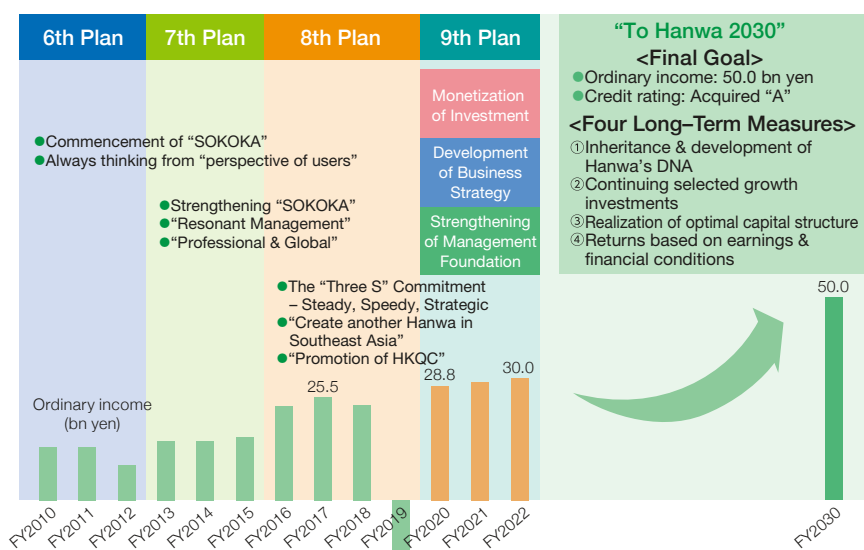 6th Plan
7th Plan
8th Plan
9th Plan
Monetization
of Investment
Development
of Business
Strategy
Strengthening
of Management
Foundation
●Commencement of “SOKOKA”
●Always thinking from “perspective of users”
●Strengthening “SOKOKA”
●“Resonant Management”
●“Professional & Global”
●The “Three S” Commitment
– Steady, Speedy, Strategic
●“Create another Hanwa in
Southeast Asia”
●“Promotion of HKQC”
“To Hanwa 2030”
<Final Goal>
●Ordinary income: 50.0 bn yen
●Credit rating: Acquired “A”
<Four Long–Term Measures>
①Inheritance & development of
Hanwa’s DNA
②Continuing selected growth
investments
③Realization of optimal capital structure
④Returns based on earnings &
financial conditions
Ordinary income
(bn yen)
25.5
28.8
30.0
50.0
FY2010
FY2011
FY2012
FY2013
FY2014
FY2015
FY2016
FY2017
FY2018
FY2019
FY2020
FY2021
FY2022
FY2030